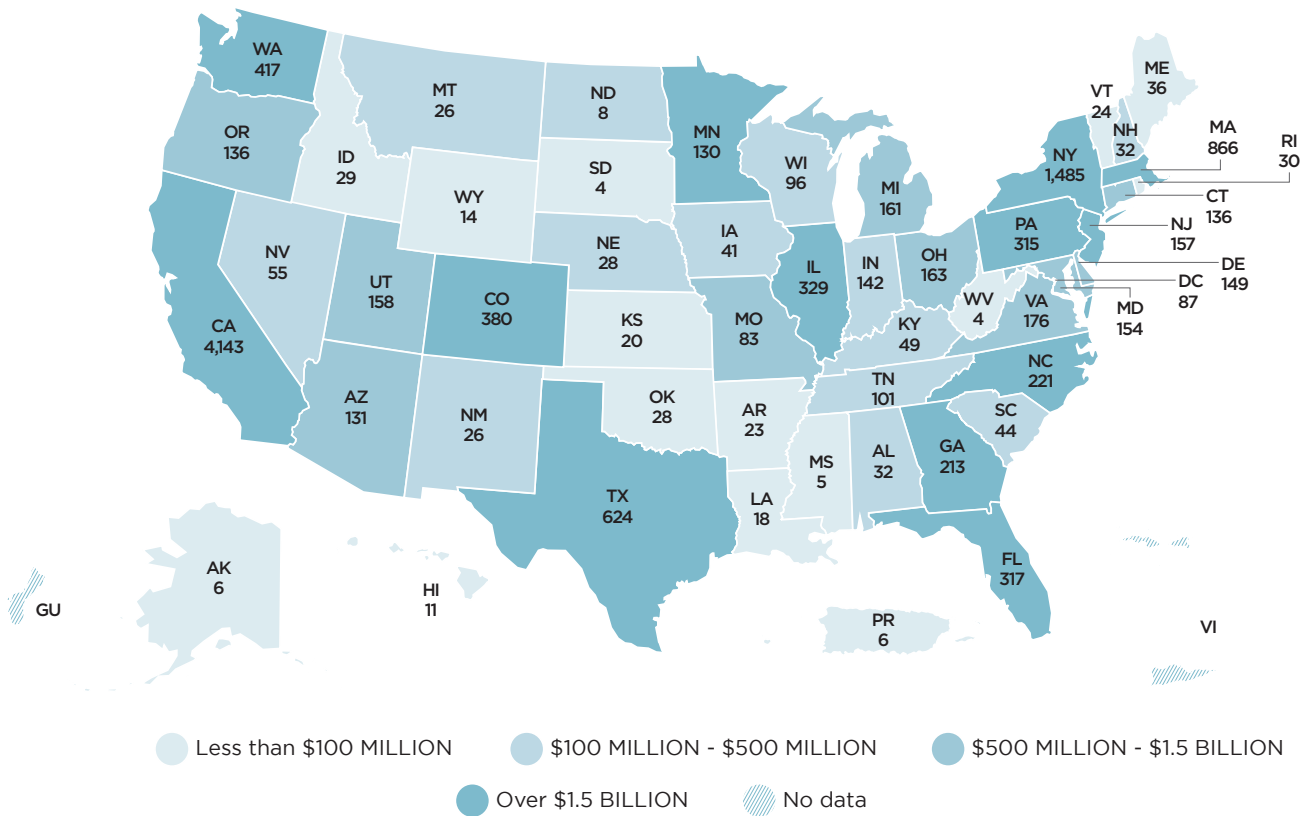 WA
417
OR
136
CA
4,143
ID
29
NV
55
MT
26
WY
14
UT
158
AZ
131
CO
380
NM
26
ND
8
SD
4
NE
28
KS
20
OK
28
TX
624
MN
130
IA
41
MO
83
AR
23
LA
18
WI
96
IL
329
MS
5
MI
161
IN
142
KY
49
TN
101
AL
32
OH
163
WV
4
GA
213
FL
317
SC
44
NC
221
VA
176
PA
315
NY
1,485
VT
24
NH
32
ME
36
MA
866
RI
30
CT
136
NJ
157
DE
149
DC
87
MD
154
AK
6
HI
11
GU
PR
6
VI
Less than $100 MILLION
$100 MILLION - $500 MILLION
$500 MILLION - $1.5 BILLION
Over $1.5 BILLION
No data